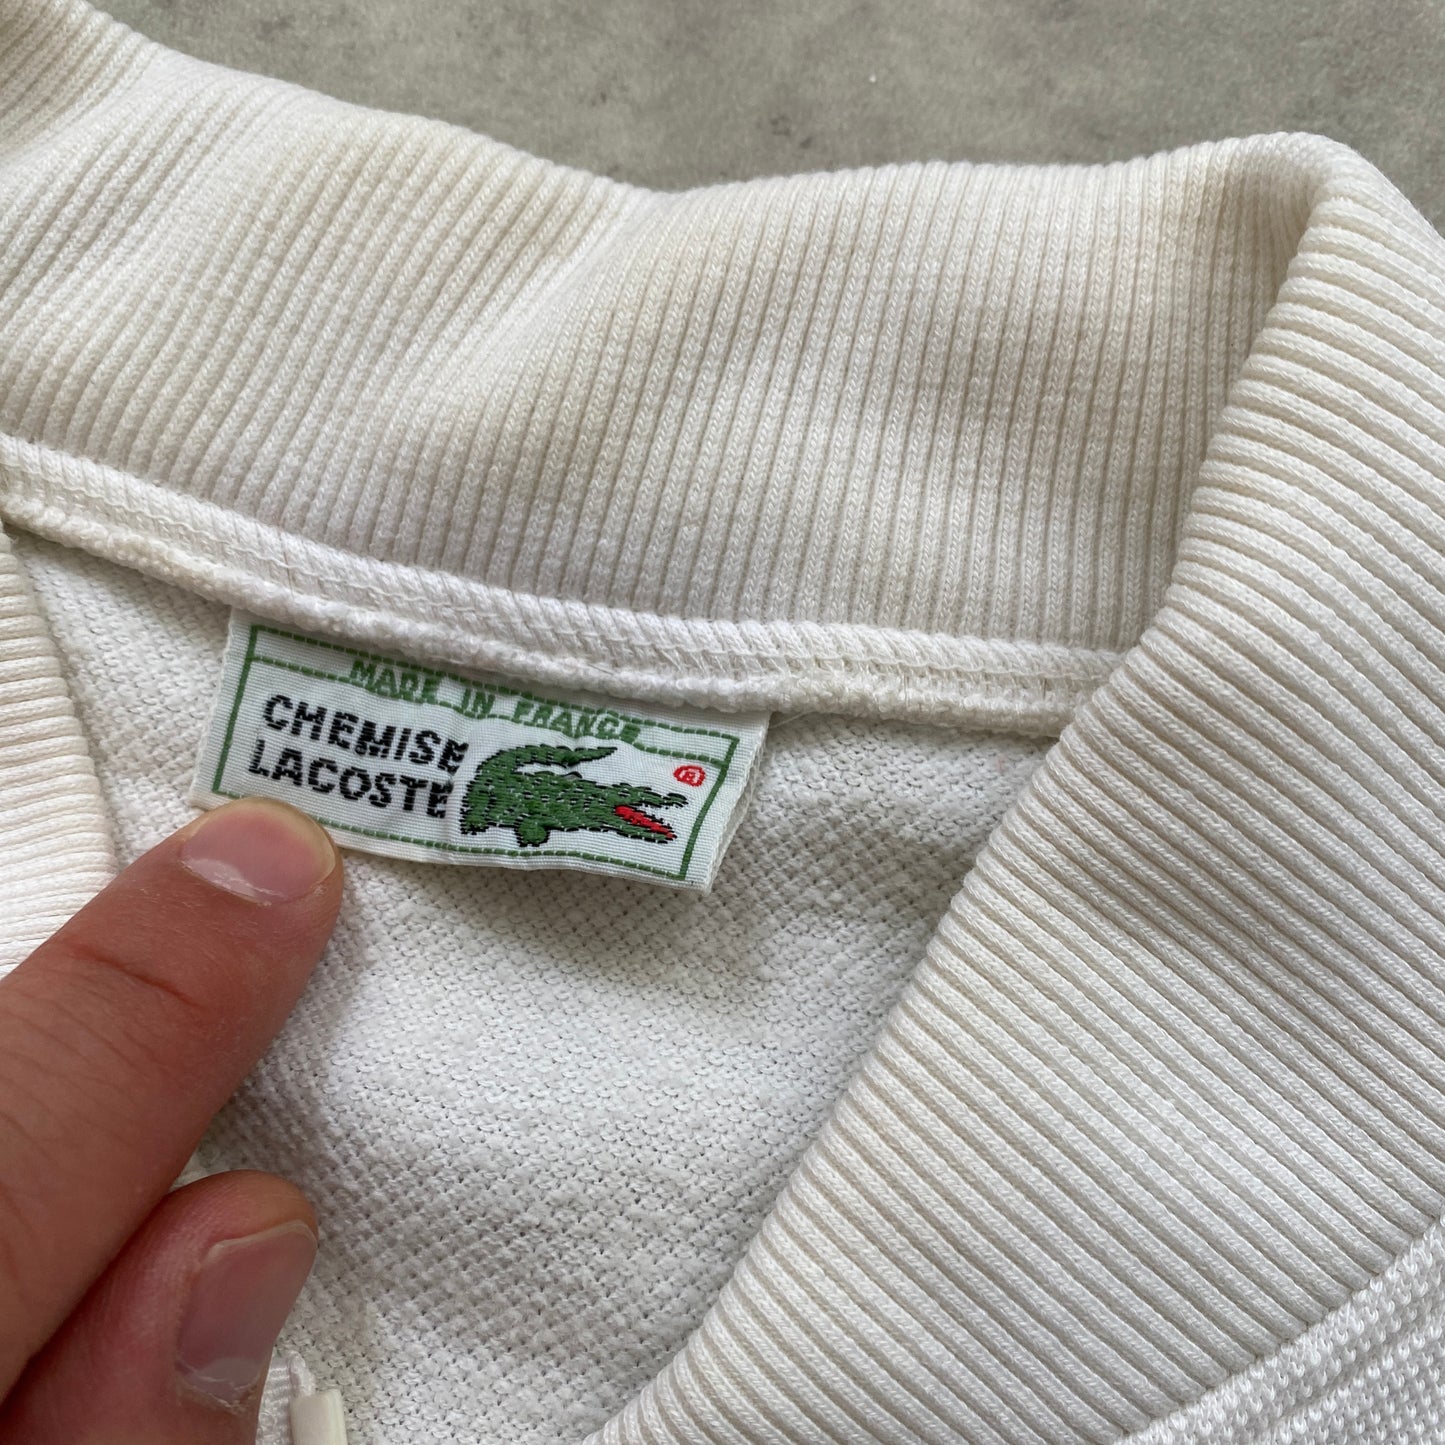 MADE IN FRANCE
CHEMISE
LACOSTE
®